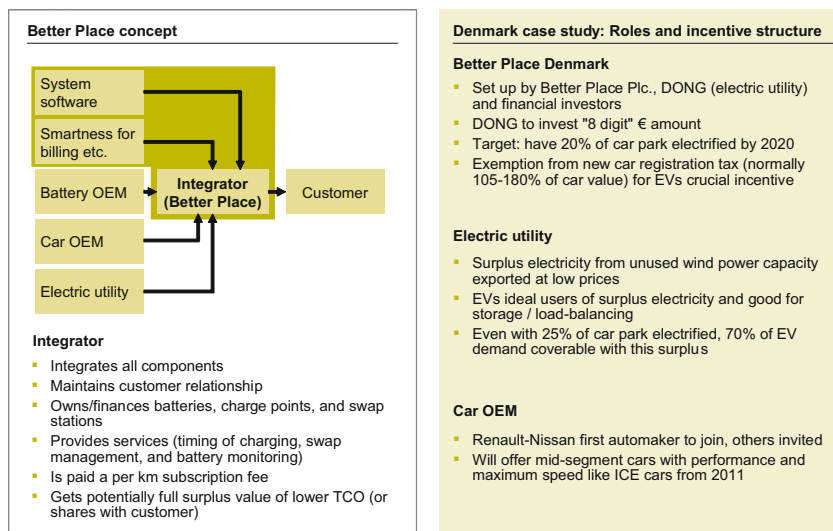 Better Place concept
System
software
Smartness for
billing etc.
Battery OEM
Integrator
(Better Place)
Customer
Car OEM
Electric utility
Integrator
▪ Integrates all components
▪ Maintains customer relationship
▪ Owns/finances batteries, charge points, and swap
stations
▪ Provides services (timing of charging, swap
management, and battery monitoring)
▪ Is paid a per km subscription fee
▪ Gets potentially full surplus value of lower TCO (or
shares with customer)
Denmark case study: Roles and incentive structure
Better Place Denmark
▪ Set up by Better Place Plc., DONG (electric utility)
and financial investors
▪ DONG to invest "8 digit" € amount
▪ Target: have 20% of car park electrified by 2020
▪ Exemption from new car registration tax (normally
105-180% of car value) for EVs crucial incentive
Electric utility
▪ Surplus electricity from unused wind power capacity
exported at low prices
▪ EVs ideal users of surplus electricity and good for
storage / load-balancing
▪ Even with 25% of car park electrified, 70% of EV
demand coverable with this surplus
Car OEM
▪ Renault-Nissan first automaker to join, others invited
▪ Will offer mid-segment cars with performance and
maximum speed like ICE cars from 2011